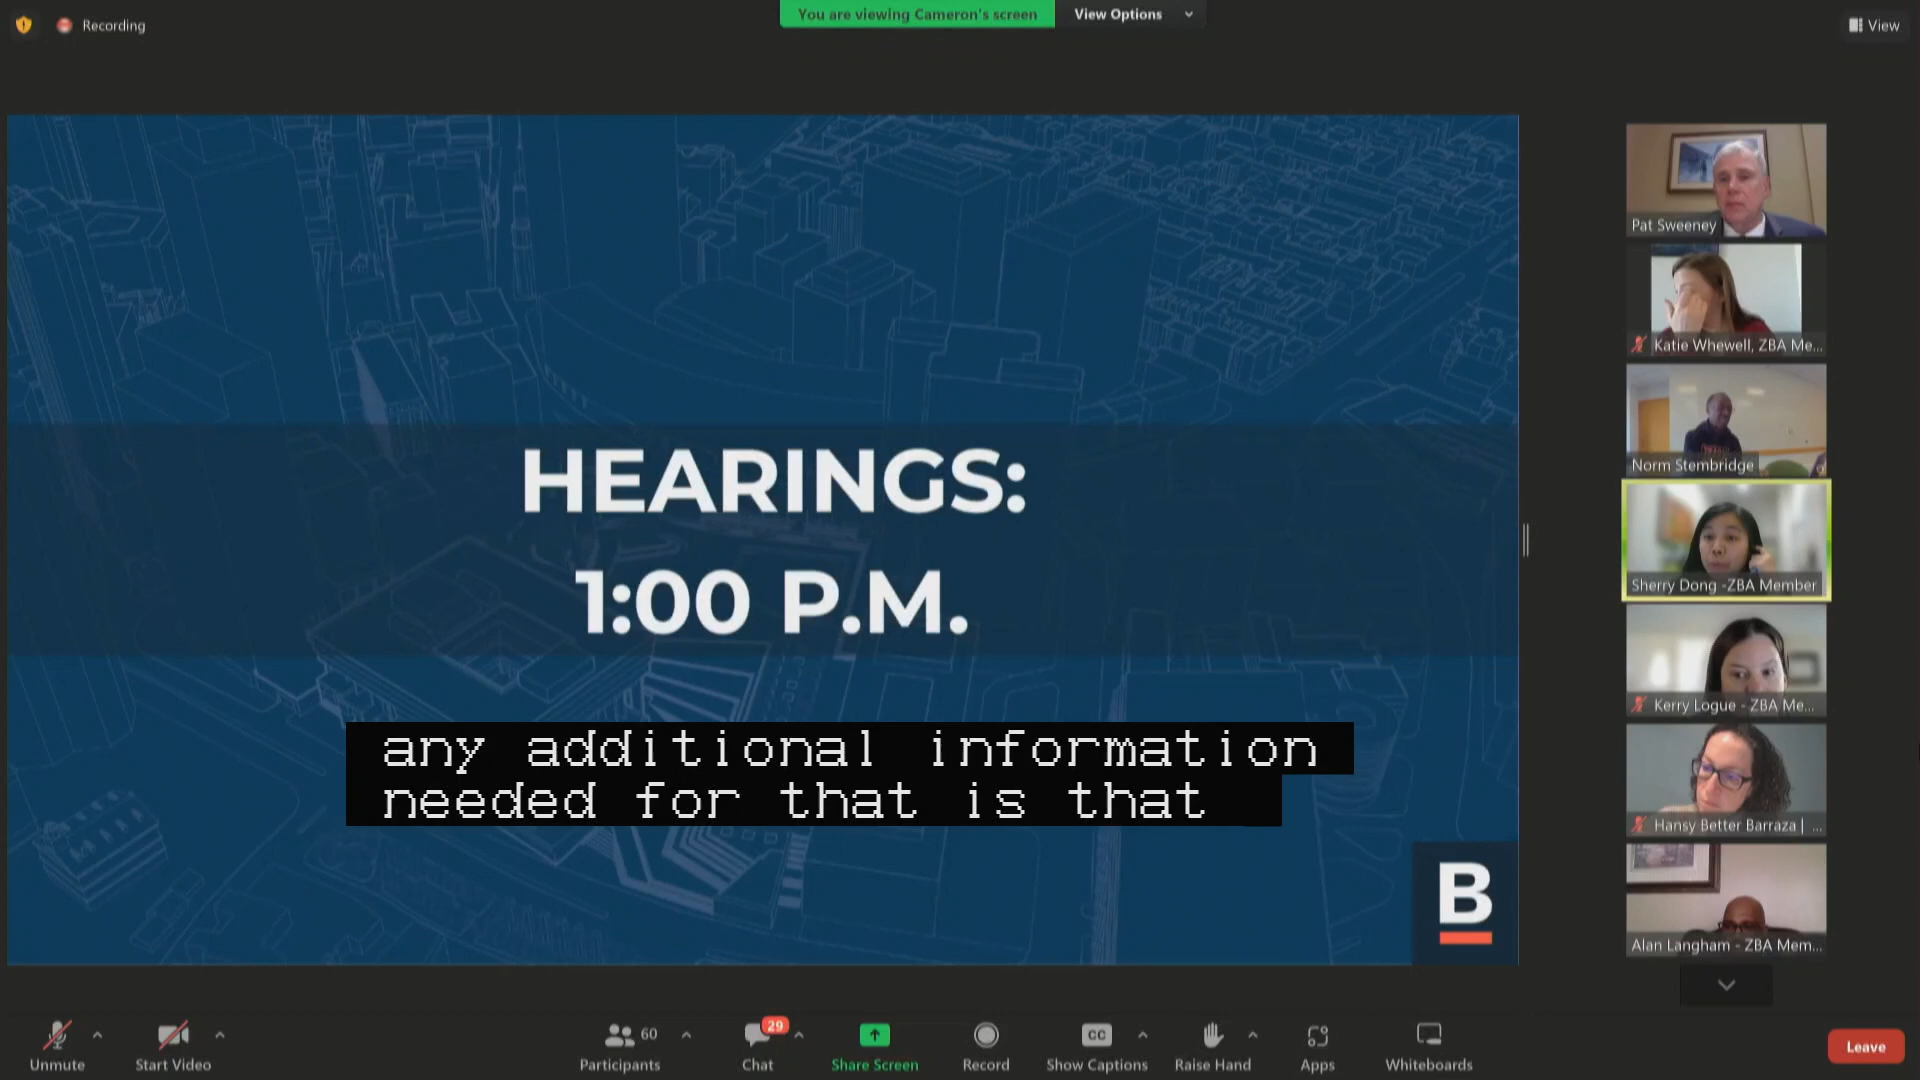 Recording
You are viewing Cameron's screen
View Options
View
HEARINGS:
1:00 P.M.
any additional information
needed for that is that
B
Pat Sweeney
Katie Whewell, ZBA Me...
Norm Stembridge
Sherry Dong -ZBA Member
Kerry Logue - ZBA Me...
Hansy Better Barraza | ...
Alan Langham - ZBA Mem...
Unmute
Start Video
60
Participants
29
Chat
Share Screen
Record
CC
Show Captions
Raise Hand
Apps
Whiteboards
Leave